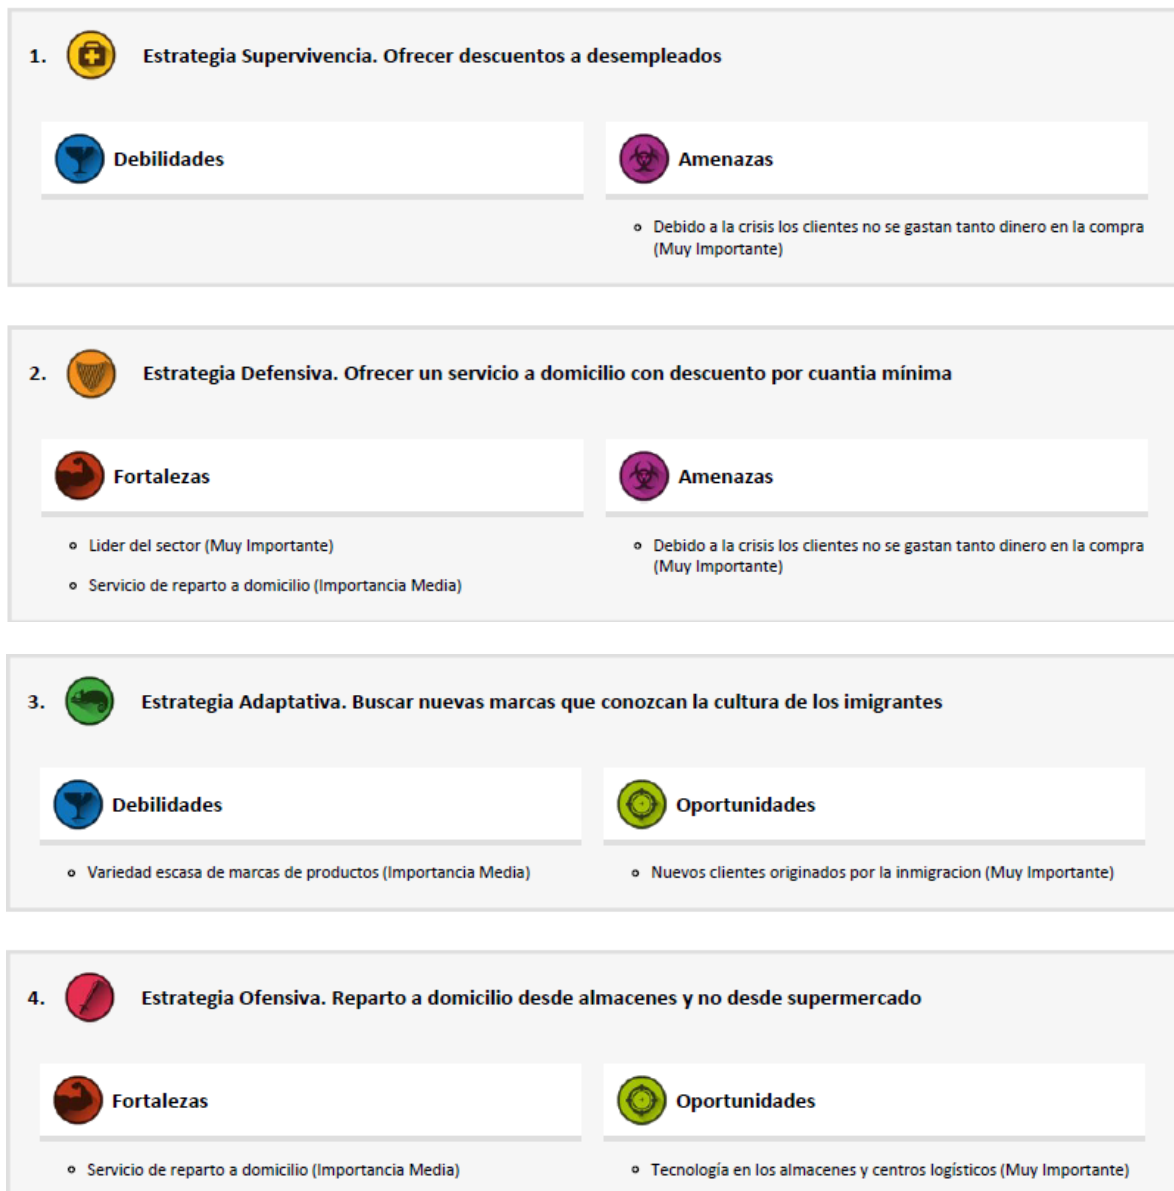 1. Estrategia Supervivencia. Ofrecer descuentos a desempleados
Debilidades
Amenazas
Debido a la crisis los clientes no se gastan tanto dinero en la compra
(Muy Importante)
2. Estrategia Defensiva. Ofrecer un servicio a domicilio con descuento por cuantia mínima
Fortalezas
Amenazas
Lider del sector (Muy Importante)
Servicio de reparto a domicilio (Importancia Media)
Debido a la crisis los clientes no se gastan tanto dinero en la compra
(Muy Importante)
3. Estrategia Adaptativa. Buscar nuevas marcas que conozcan la cultura de los imigrantes
Debilidades
Oportunidades
Variedad escasa de marcas de productos (Importancia Media)
Nuevos clientes originados por la inmigracion (Muy Importante)
4. Estrategia Ofensiva. Reparto a domicilio desde almacenes y no desde supermercado
Fortalezas
Oportunidades
Servicio de reparto a domicilio (Importancia Media)
Tecnología en los almacenes y centros logísticos (Muy Importante)